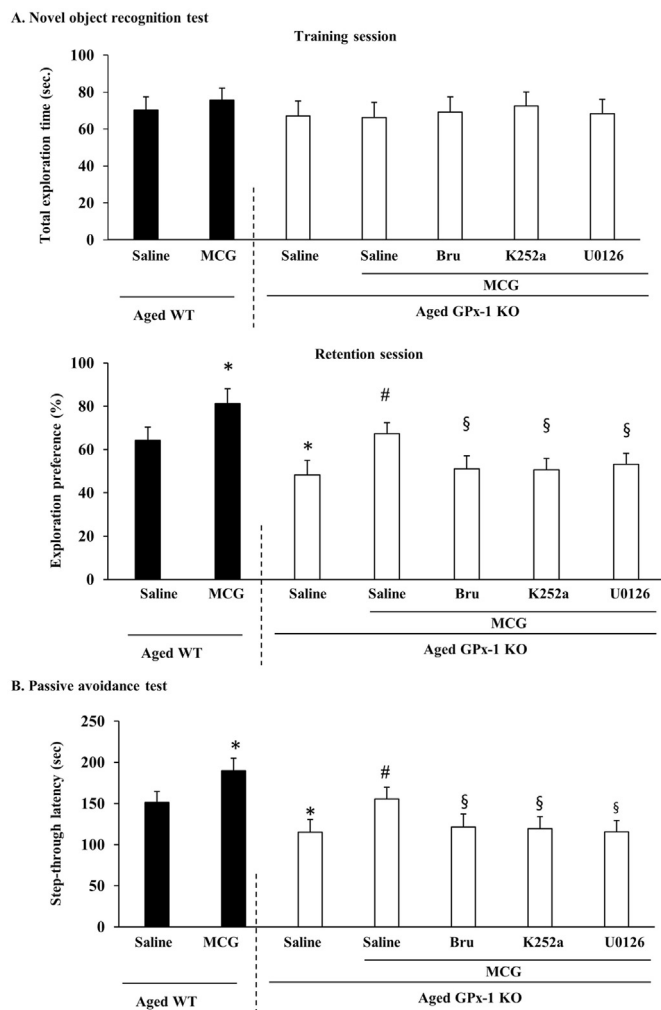 A. Novel object recognition test
Training session
Total exploration time (sec.)
100
80
60
40
20
0
Saline MCG Saline Saline Bru K252a U0126
MCG
Aged WT Aged GPx-1 KO
Retention session
Exploration preference (%)
100
80
60
40
20
0
* * # § § §
Saline MCG Saline Saline Bru K252a U0126
MCG
Aged WT Aged GPx-1 KO
B. Passive avoidance test
Step-through latency (sec)
250
200
150
100
50
0
* * # § § §
Saline MCG Saline Saline Bru K252a U0126
MCG
Aged WT Aged GPx-1 KO